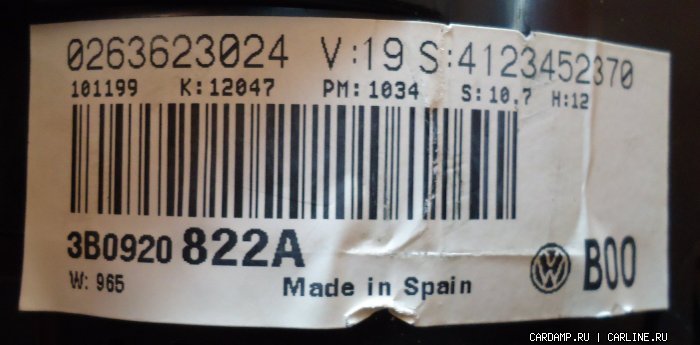 0263623024 V:19 S:4123452370
101199 K:12047 PM:1034 S:10.7 H:12
3B0920 822A
W: 965 Made in Spain VW B00
CARDAMP.RU | CARLINE.RU